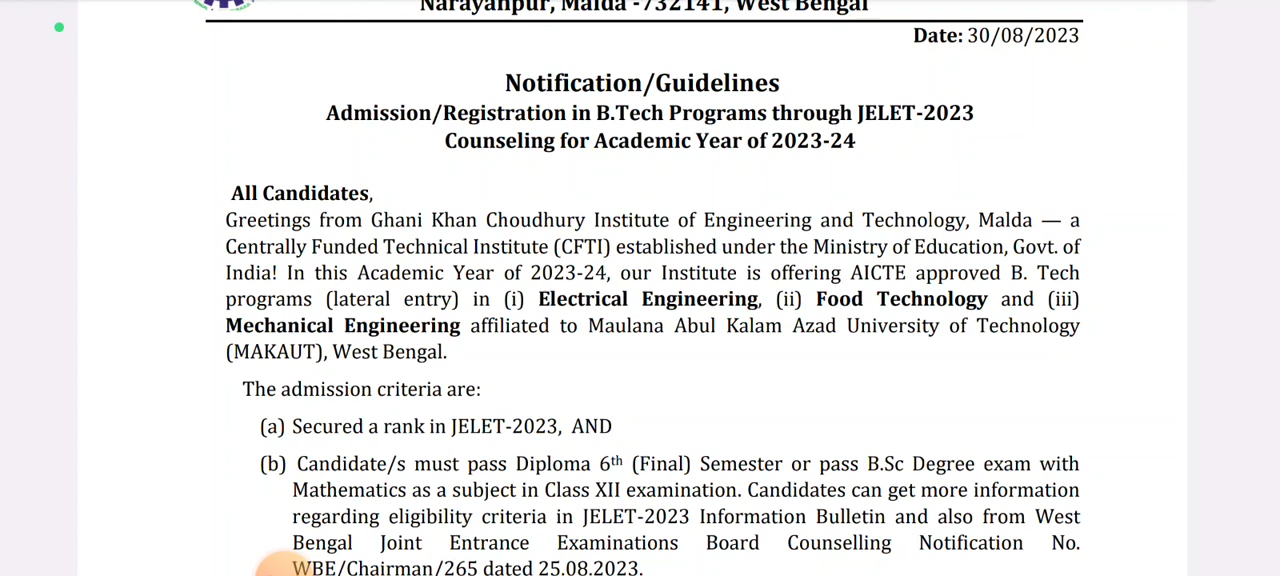 Narayanpur, Malda -732141, West Bengal
Date: 30/08/2023
Notification/Guidelines
Admission/Registration in B.Tech Programs through JELET-2023
Counseling for Academic Year of 2023-24
All Candidates,
Greetings from Ghani Khan Choudhury Institute of Engineering and Technology, Malda — a
Centrally Funded Technical Institute (CFTI) established under the Ministry of Education, Govt. of
India! In this Academic Year of 2023-24, our Institute is offering AICTE approved B. Tech
programs (lateral entry) in (i) Electrical Engineering, (ii) Food Technology and (iii)
Mechanical Engineering affiliated to Maulana Abul Kalam Azad University of Technology
(MAKAUT), West Bengal.
The admission criteria are:
(a) Secured a rank in JELET-2023, AND
(b) Candidate/s must pass Diploma 6th (Final) Semester or pass B.Sc Degree exam with
Mathematics as a subject in Class XII examination. Candidates can get more information
regarding eligibility criteria in JELET-2023 Information Bulletin and also from West
Bengal Joint Entrance Examinations Board Counselling Notification No.
WBE/Chairman/265 dated 25.08.2023.